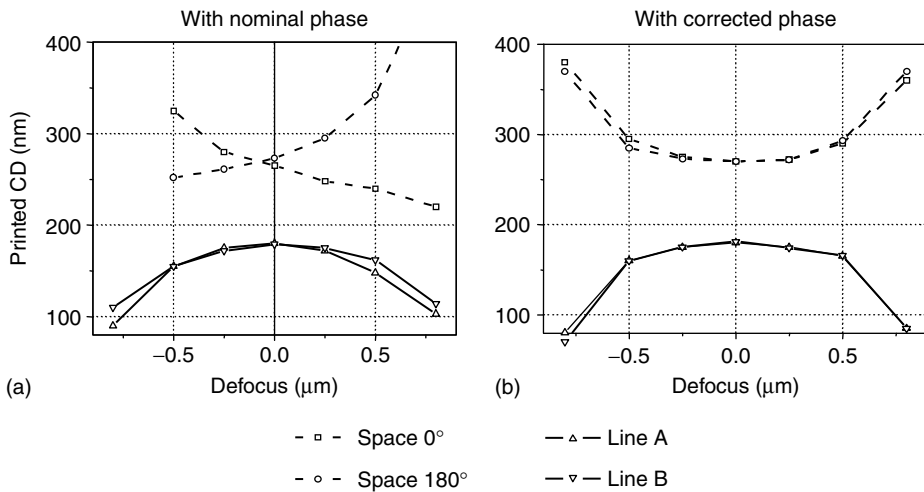 With nominal phase
With corrected phase
Printed CD (nm)
400
300
200
100
−0.5
0.0
0.5
Defocus (μm)
(a)
400
300
200
100
−0.5
0.0
0.5
Defocus (μm)
(b)
Space 0°
Line A
Space 180°
Line B